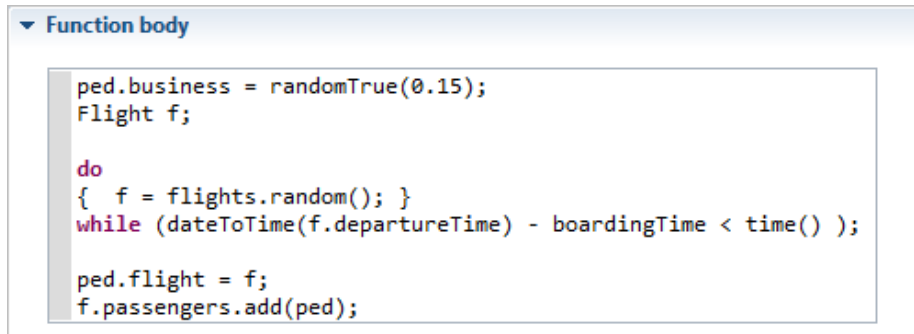 Function body
ped.business = randomTrue(0.15);
Flight f;
do
{  f = flights.random(); }
while (dateToTime(f.departureTime) - boardingTime < time() );
ped.flight = f;
f.passengers.add(ped);